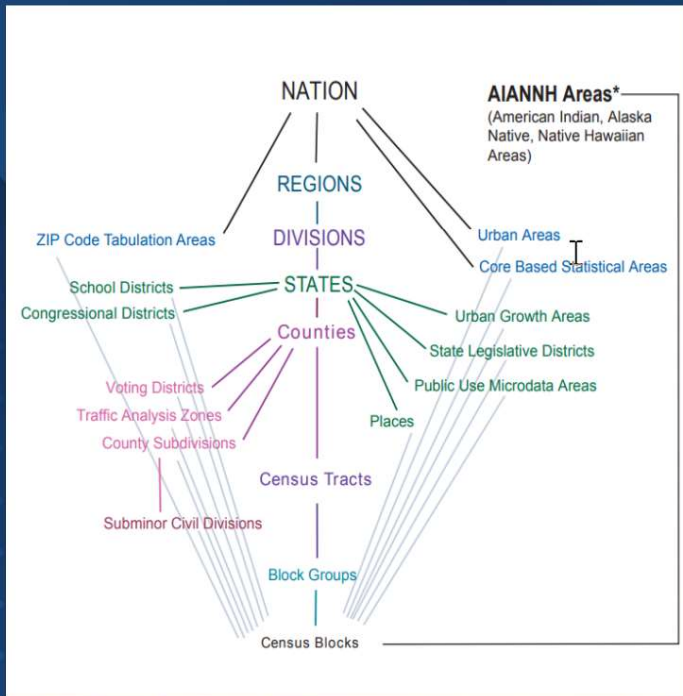 NATION
AIANNH Areas*
(American Indian, Alaska
Native, Native Hawaiian
Areas)
REGIONS
ZIP Code Tabulation Areas
DIVISIONS
Urban Areas
Core Based Statistical Areas
School Districts
STATES
Congressional Districts
Urban Growth Areas
Counties
State Legislative Districts
Voting Districts
Public Use Microdata Areas
Traffic Analysis Zones
Places
County Subdivisions
Census Tracts
Subminor Civil Divisions
Block Groups
Census Blocks